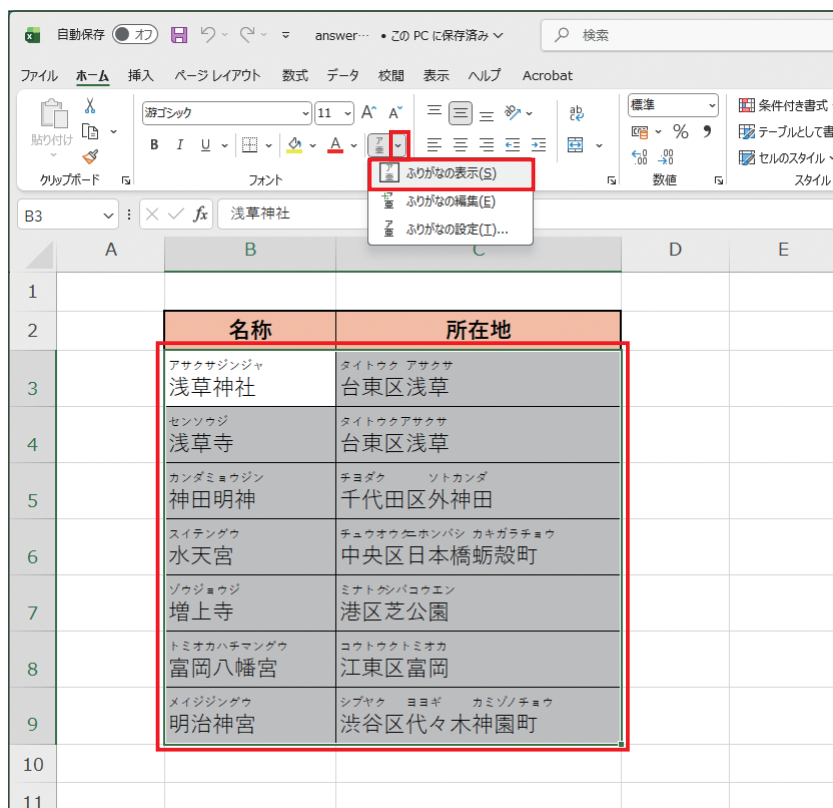 自動保存 オフ answer… • この PC に保存済み 検索
ファイル ホーム 挿入 ページ レイアウト 数式 データ 校閲 表示 ヘルプ Acrobat
貼り付け
游ゴシック 11 A A
標準
条件付き書式
B I U A ア亜
% 9
テーブルとして書
セルのスタイル
クリップボード フォント 数値 スタイル
ふりがなの表示(S)
ふりがなの編集(E)
ふりがなの設定(T)...
B3 fx 浅草神社
A B C D E
1
2 名称 所在地
アサクサジンジャ タイトウク アサクサ
3 浅草神社 台東区浅草
センソウジ タイトウクアサクサ
4 浅草寺 台東区浅草
カンダミョウジン チヨダク ソトカンダ
5 神田明神 千代田区外神田
スイテングウ チュウオウクニホンバシ カキガラチョウ
6 水天宮 中央区日本橋蛎殻町
ゾウジョウジ ミナトクシバコウエン
7 増上寺 港区芝公園
トミオカハチマングウ コウトウクトミオカ
8 富岡八幡宮 江東区富岡
メイジジングウ シブヤク ヨヨギ カミゾノチョウ
9 明治神宮 渋谷区代々木神園町
10
11